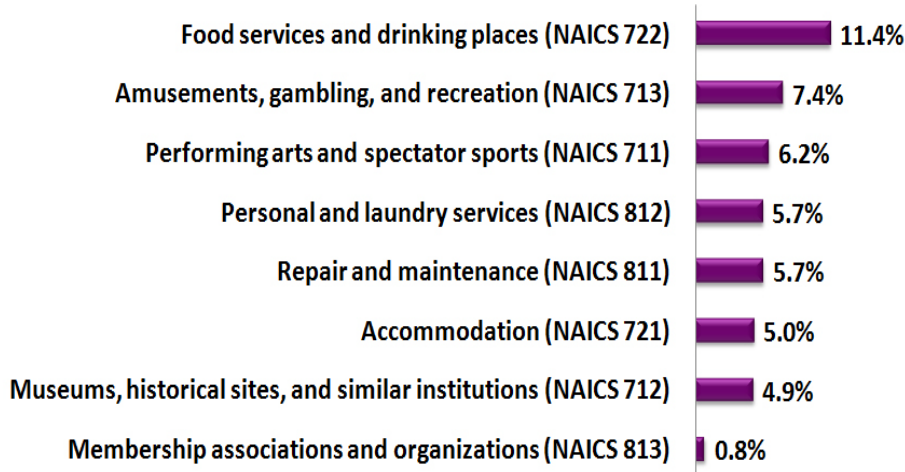 Food services and drinking places (NAICS 722) 11.4%
Amusements, gambling, and recreation (NAICS 713) 7.4%
Performing arts and spectator sports (NAICS 711) 6.2%
Personal and laundry services (NAICS 812) 5.7%
Repair and maintenance (NAICS 811) 5.7%
Accommodation (NAICS 721) 5.0%
Museums, historical sites, and similar institutions (NAICS 712) 4.9%
Membership associations and organizations (NAICS 813) 0.8%